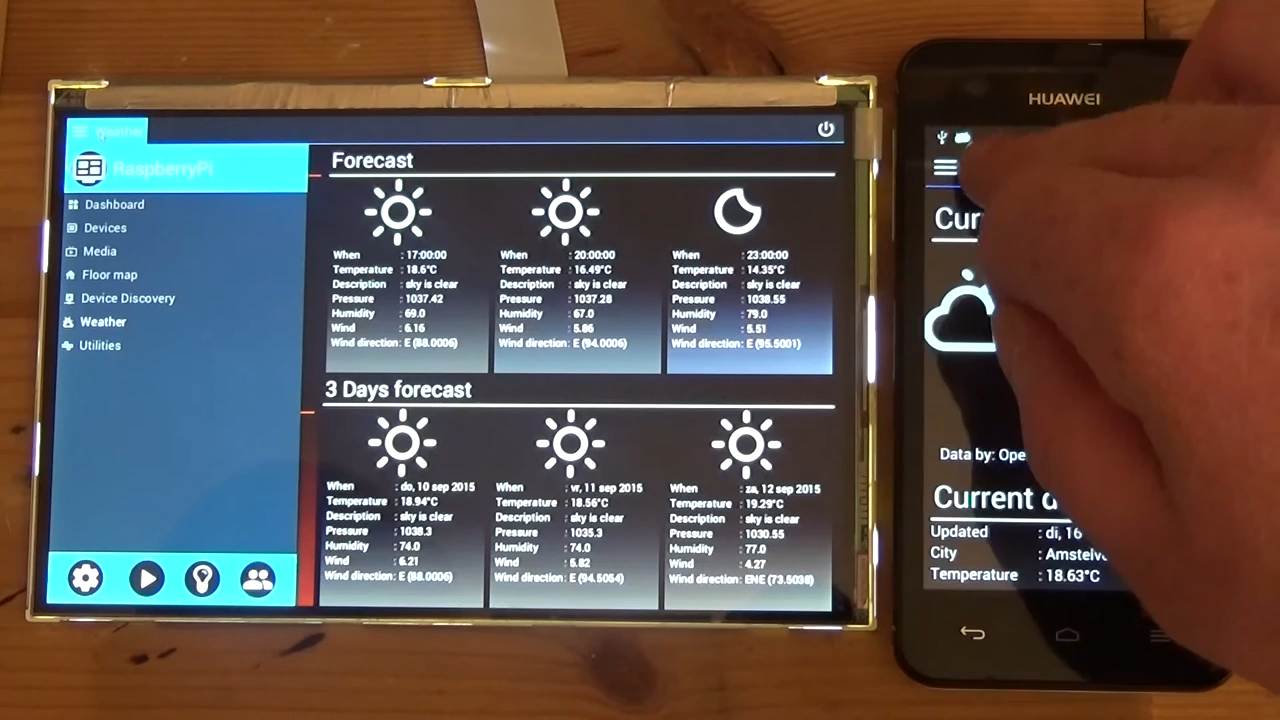 Weather
RaspberryPi
Dashboard
Devices
Media
Floor map
Device Discovery
Weather
Utilities
Forecast
When : 17:00:00
Temperature : 18.6°C
Description : sky is clear
Pressure : 1037.42
Humidity : 69.0
Wind : 6.16
Wind direction: E (88.0006)
When : 20:00:00
Temperature : 16.49°C
Description : sky is clear
Pressure : 1037.28
Humidity : 67.0
Wind : 5.86
Wind direction: E (94.0006)
When : 23:00:00
Temperature : 14.35°C
Description : sky is clear
Pressure : 1038.55
Humidity : 79.0
Wind : 5.51
Wind direction: E (95.5001)
3 Days forecast
When : do, 10 sep 2015
Temperature : 18.94°C
Description : sky is clear
Pressure : 1038.3
Humidity : 74.0
Wind : 6.21
Wind direction: E (88.0006)
When : vr, 11 sep 2015
Temperature : 18.56°C
Description : sky is clear
Pressure : 1035.3
Humidity : 74.0
Wind : 5.82
Wind direction: E (94.5054)
When : za, 12 sep 2015
Temperature : 19.29°C
Description : sky is clear
Pressure : 1030.55
Humidity : 77.0
Wind : 4.27
Wind direction: ENE (73.5038)
HUAWEI
Cur
Data by: Ope
Current d
Updated : di, 16
City : Amstelv
Temperature : 18.63°C